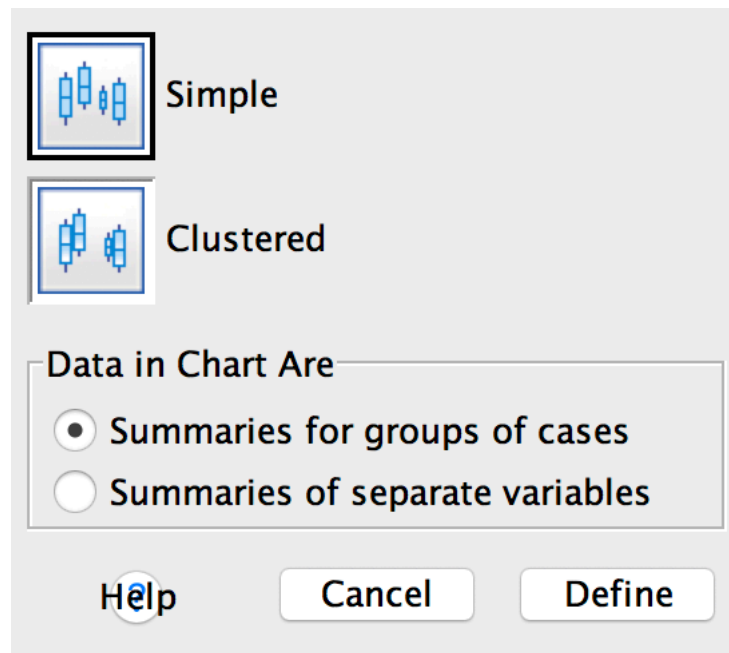 Simple
Clustered
Data in Chart Are
Summaries for groups of cases
Summaries of separate variables
Help Cancel Define